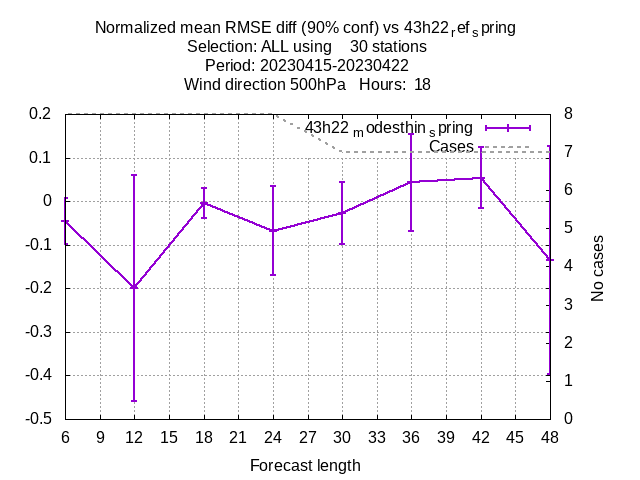 Normalized mean RMSE diff (90% conf) vs 43h22refspring
Selection: ALL using 30 stations
Period: 20230415-20230422
Wind direction 500hPa Hours: 18
43h22modesthinspring
Cases
0.2
0.1
0
-0.1
-0.2
-0.3
-0.4
-0.5
8
7
6
5
4
3
2
1
0
No cases
6 9 12 15 18 21 24 27 30 33 36 39 42 45 48
Forecast length